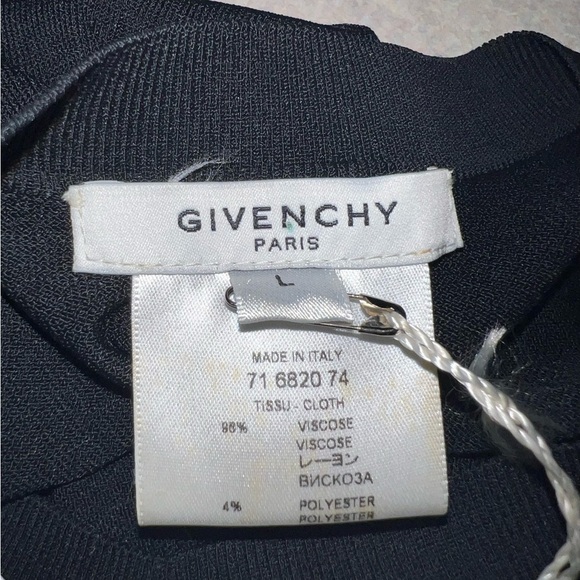 GIVENCHY
PARIS
L
MADE IN ITALY
71 6820 74
TISSU - CLOTH
96% VISCOSE
VISCOSE
レーヨン
ВИСКОЗА
4% POLYESTER
POLYESTER